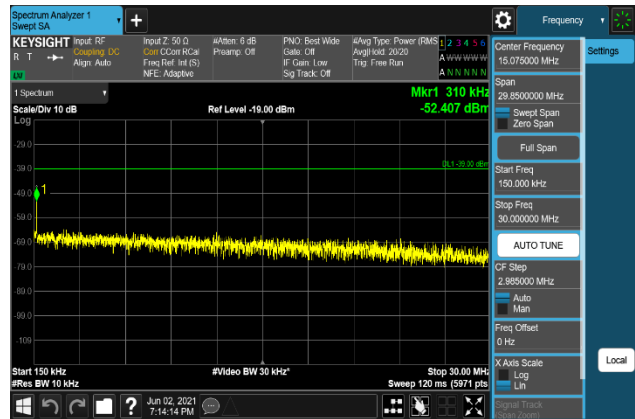 Spectrum Analyzer 1
Swept SA
+
Frequency
KEYSIGHT
R T
LW
Input: RF
Coupling: DC
Align: Auto
Input Z: 50 Ω
Corr CCorr RCal
Freq Ref: Int (S)
NFE: Adaptive
#Atten: 6 dB
Preamp: Off
PNO: Best Wide
Gate: Off
IF Gain: Low
Sig Track: Off
#Avg Type: Power (RMS
Avg|Hold: 20/20
Trig: Free Run
1 2 3 4 5 6
A W W W W W
A N N N N N
1 Spectrum
Scale/Div 10 dB
Log
Ref Level -19.00 dBm
Mkr1 310 kHz
-52.407 dBm
DL1 -39.00 dBm
1
-29.0
-39.0
-49.0
-59.0
-69.0
-79.0
-99.0
-109
Start 150 kHz
#Res BW 10 kHz
#Video BW 30 kHz*
Stop 30.00 MHz
Sweep 120 ms (5971 pts
Jun 02, 2021
7:14:14 PM
?
Center Frequency
15.075000 MHz
Settings
Span
29.8500000 MHz
Swept Span
Zero Span
Full Span
Start Freq
150.000 kHz
Stop Freq
30.000000 MHz
AUTO TUNE
CF Step
2.985000 MHz
Auto
Man
Freq Offset
0 Hz
X Axis Scale
Log
Lin
Local
Signal Track
(Span Zoom)